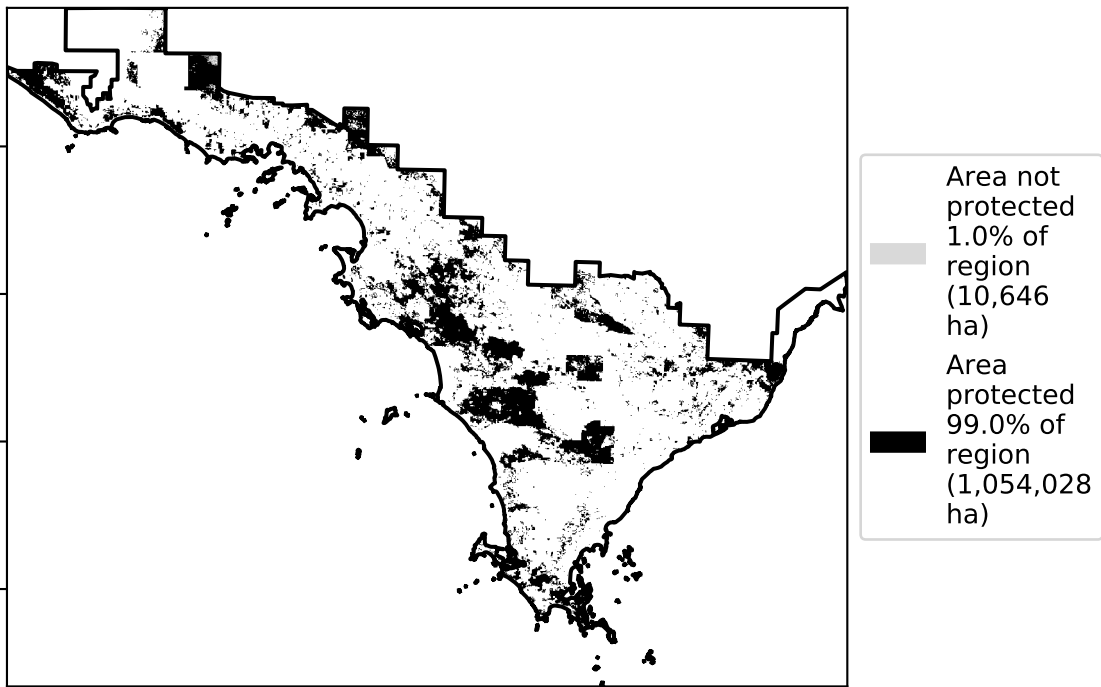 Area not
protected
1.0% of
region
(10,646
ha)
Area
protected
99.0% of
region
(1,054,028
ha)